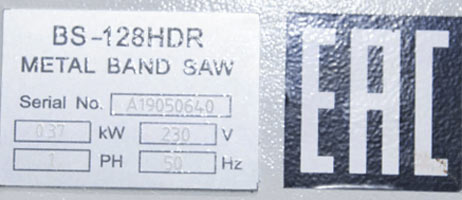 BS-128HDR
METAL BAND SAW
Serial No. A19050640
0.37 kW 230 V
1 PH 50 Hz
EAC